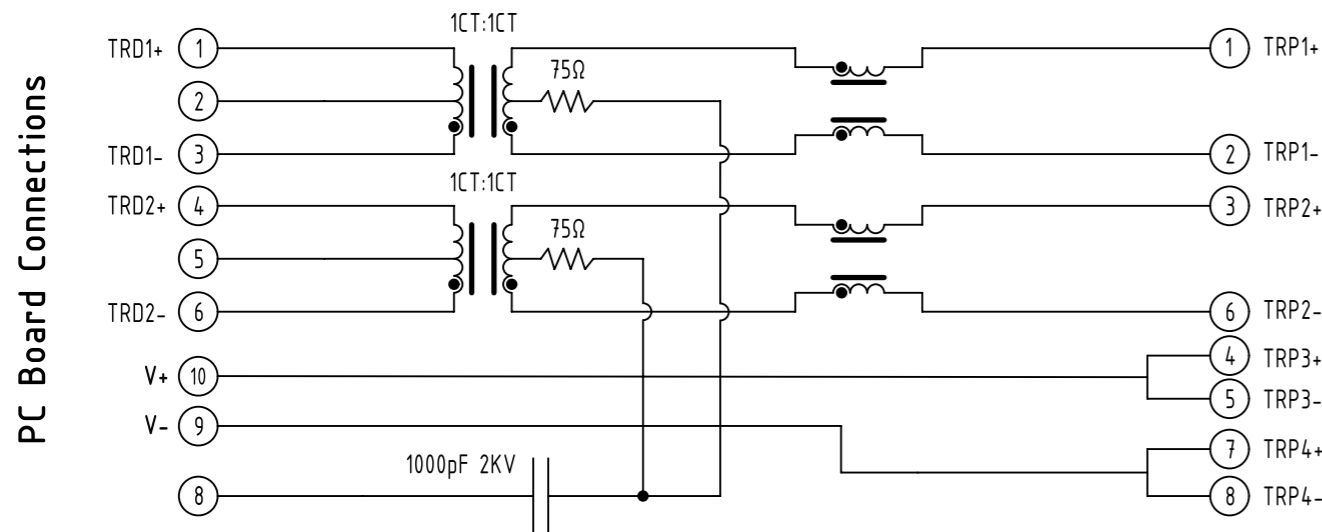 PC Board Connections
1CT:1CT
TRD1+ 1
75Ω
1 TRP1+
2
TRD1- 3
2 TRP1-
1CT:1CT
TRD2+ 4
75Ω
3 TRP2+
5
TRD2- 6
6 TRP2-
V+ 10
4 TRP3+
5 TRP3-
V- 9
7 TRP4+
1000pF 2KV
8
8 TRP4-